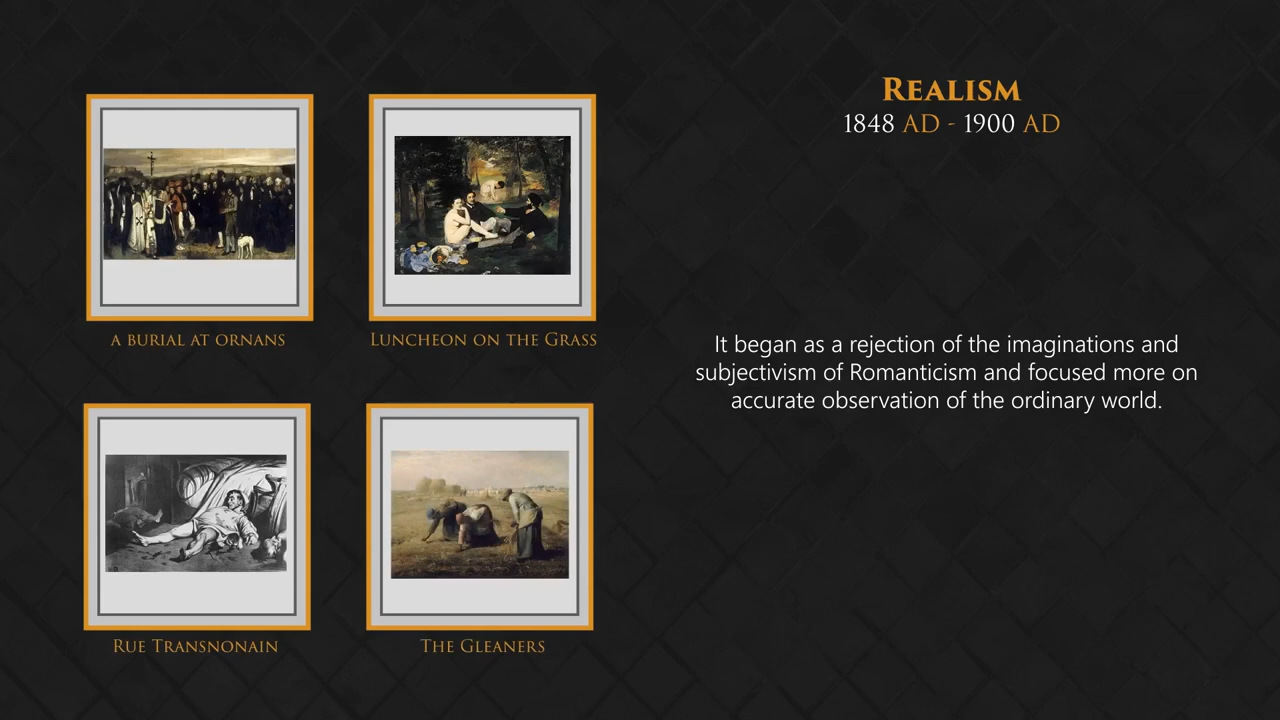 Realism
1848 AD - 1900 AD
a burial at ornans
Luncheon on the Grass
It began as a rejection of the imaginations and
subjectivism of Romanticism and focused more on
accurate observation of the ordinary world.
Rue Transnonain
The Gleaners